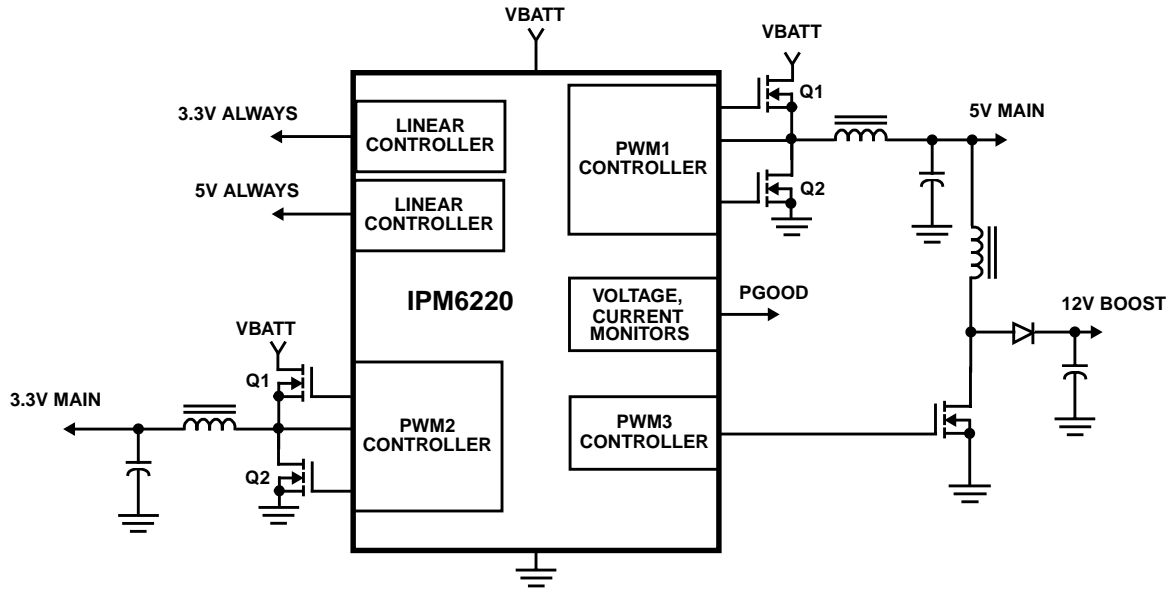 VBATT
VBATT
Q1
3.3V ALWAYS
LINEAR
CONTROLLER
PWM1
CONTROLLER
5V MAIN
5V ALWAYS
LINEAR
CONTROLLER
Q2
IPM6220
VOLTAGE,
CURRENT
MONITORS
PGOOD
12V BOOST
VBATT
Q1
3.3V MAIN
PWM2
CONTROLLER
PWM3
CONTROLLER
Q2